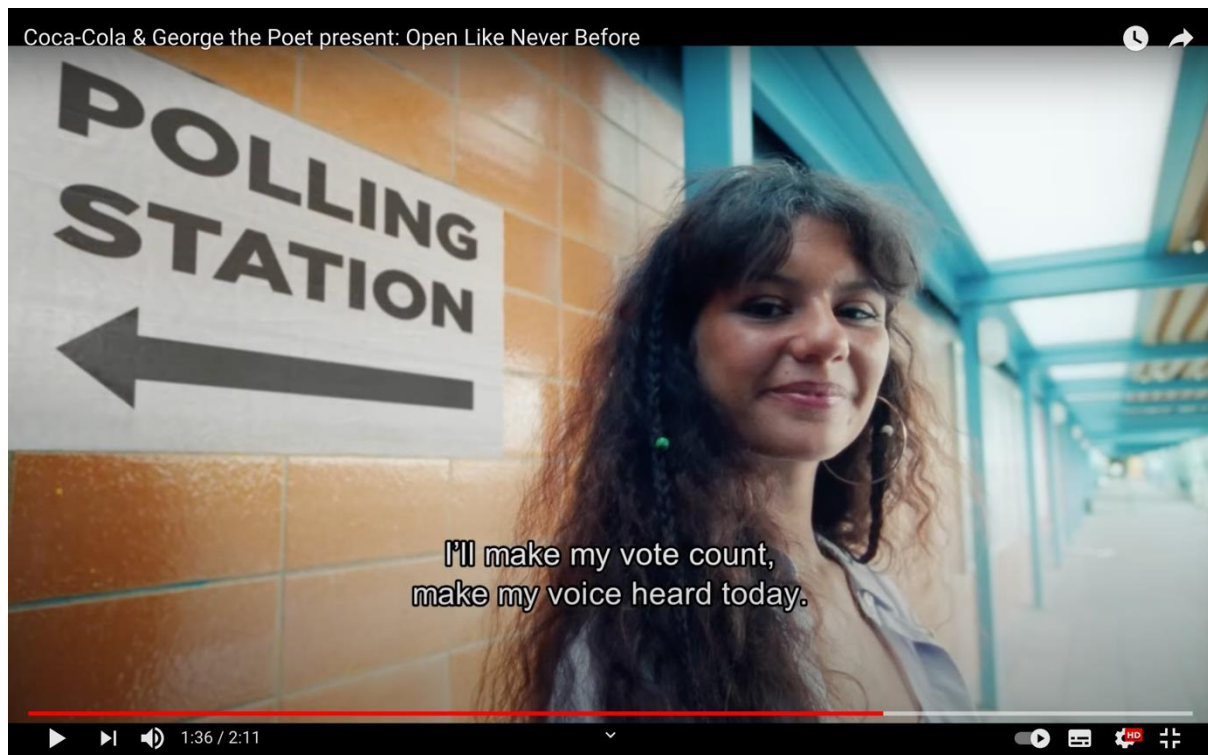 Coca-Cola & George the Poet present: Open Like Never Before
POLLING
STATION
I'll make my vote count,
make my voice heard today.
1:36 / 2:11
HD